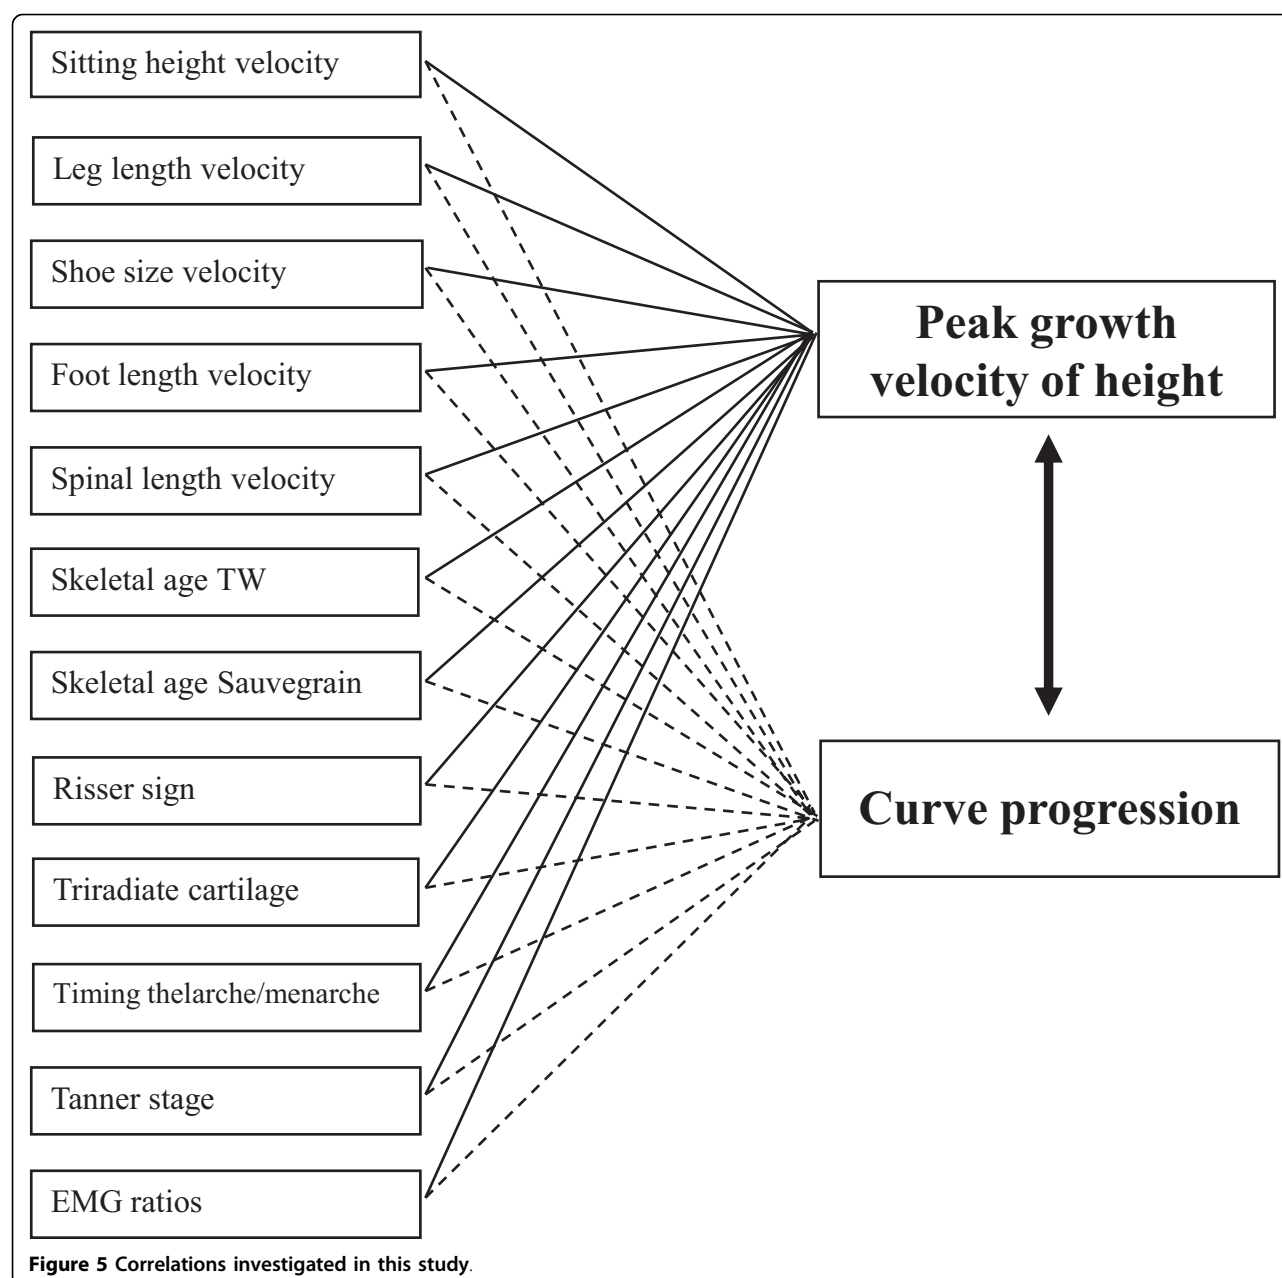 Sitting height velocity
Leg length velocity
Shoe size velocity
Foot length velocity
Spinal length velocity
Skeletal age TW
Skeletal age Sauvegrain
Risser sign
Triradiate cartilage
Timing thelarche/menarche
Tanner stage
EMG ratios
Peak growth
velocity of height
Curve progression
Figure 5 Correlations investigated in this study.